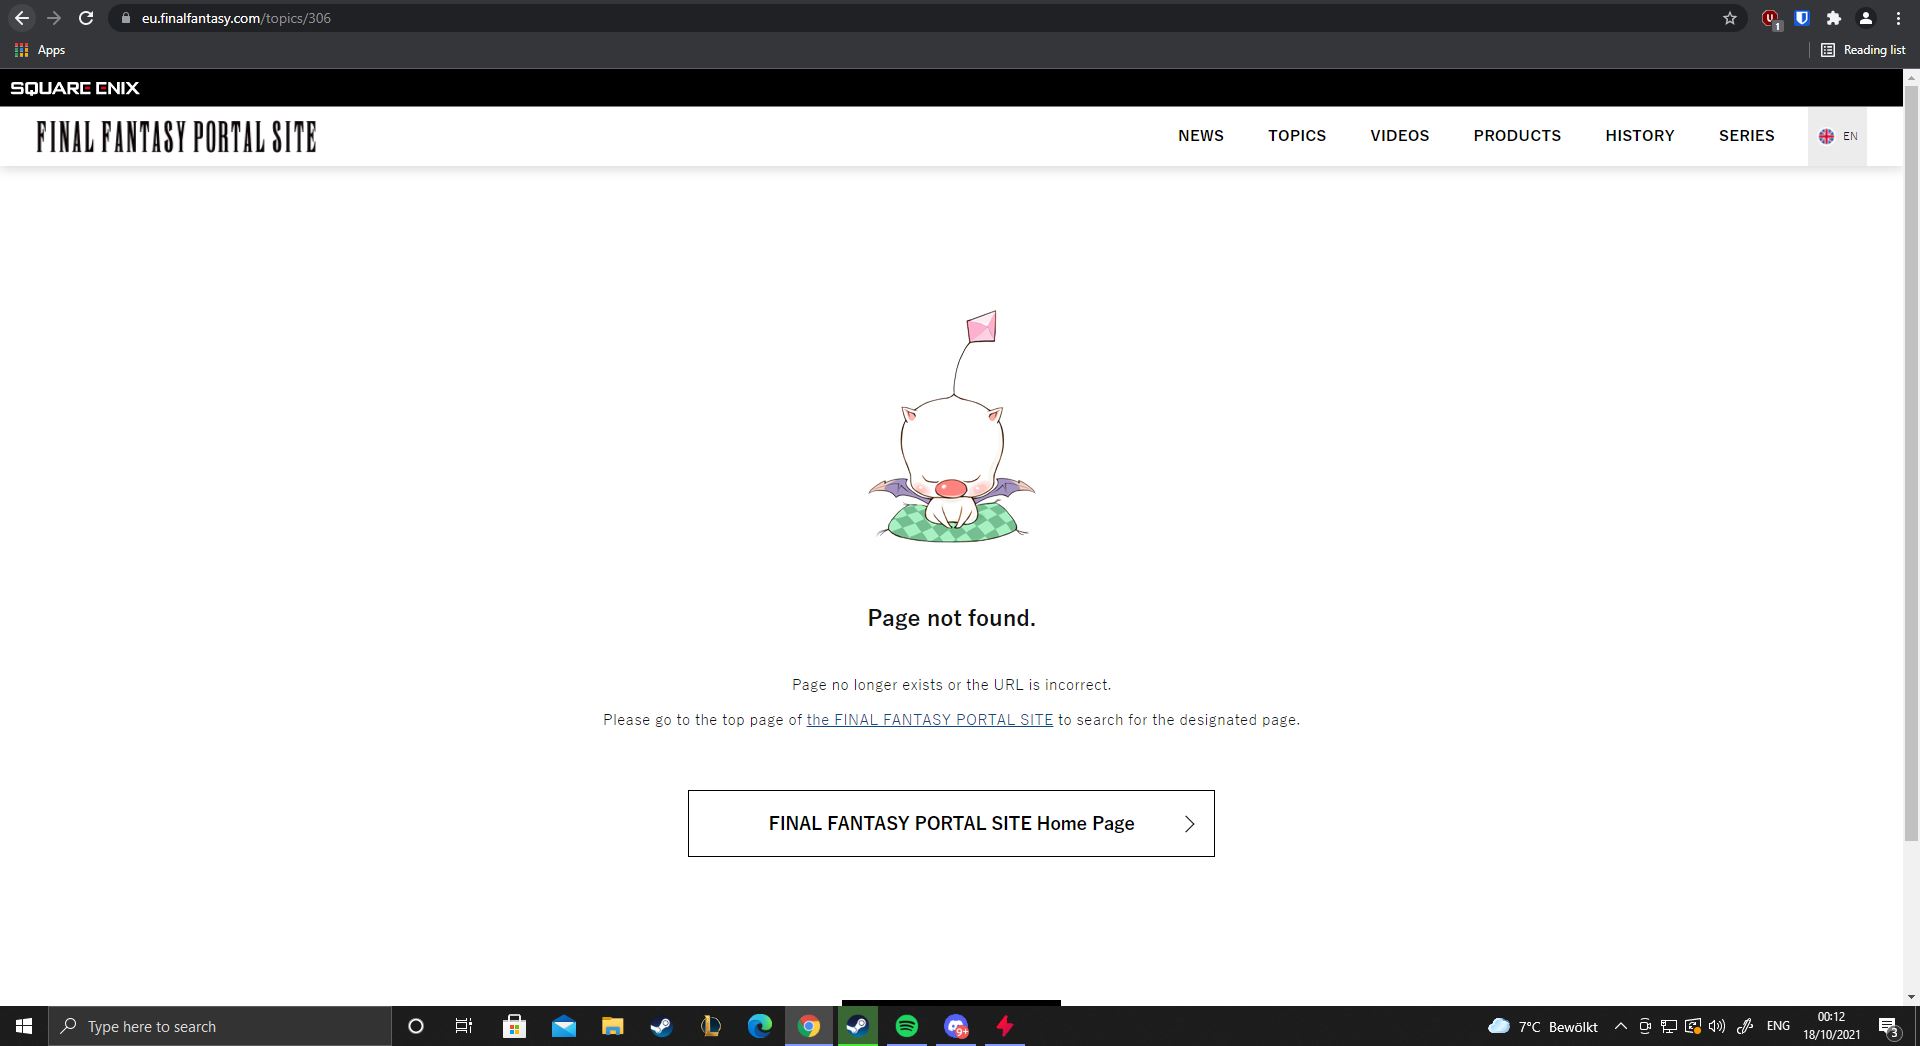 eu.finalfantasy.com/topics/306
1
Apps
Reading list
SQUARE ENIX
FINAL FANTASY PORTAL SITE
NEWS TOPICS VIDEOS PRODUCTS HISTORY SERIES EN
Page not found.
Page no longer exists or the URL is incorrect.
Please go to the top page of the FINAL FANTASY PORTAL SITE to search for the designated page.
FINAL FANTASY PORTAL SITE Home Page
Type here to search
9+
7°C Bewölkt
ENG
00:12
18/10/2021
3